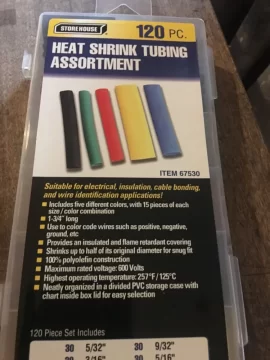 STOREHOUSE
120 PC.
HEAT SHRINK TUBING
ASSORTMENT
ITEM 67530
Suitable for electrical, insulation, cable bonding,
and wire identification applications!
■ Includes five different colors, with 15 pieces of each
size / color combination
■ 1-3/4" long
■ Use to color code wires such as positive, negative,
ground, etc
■ Provides an insulated and flame retardant covering
■ Shrinks up to half of its original diameter for snug fit
■ 100% polyolefin construction
■ Maximum rated voltage: 600 Volts
■ Highest operating temperature: 257°F / 125°C
■ Neatly organized in a divided PVC storage case with
chart inside box lid for easy selection
120 Piece Set Includes
30 5/32" 30 9/32"
30 3/16" 30 5/16"